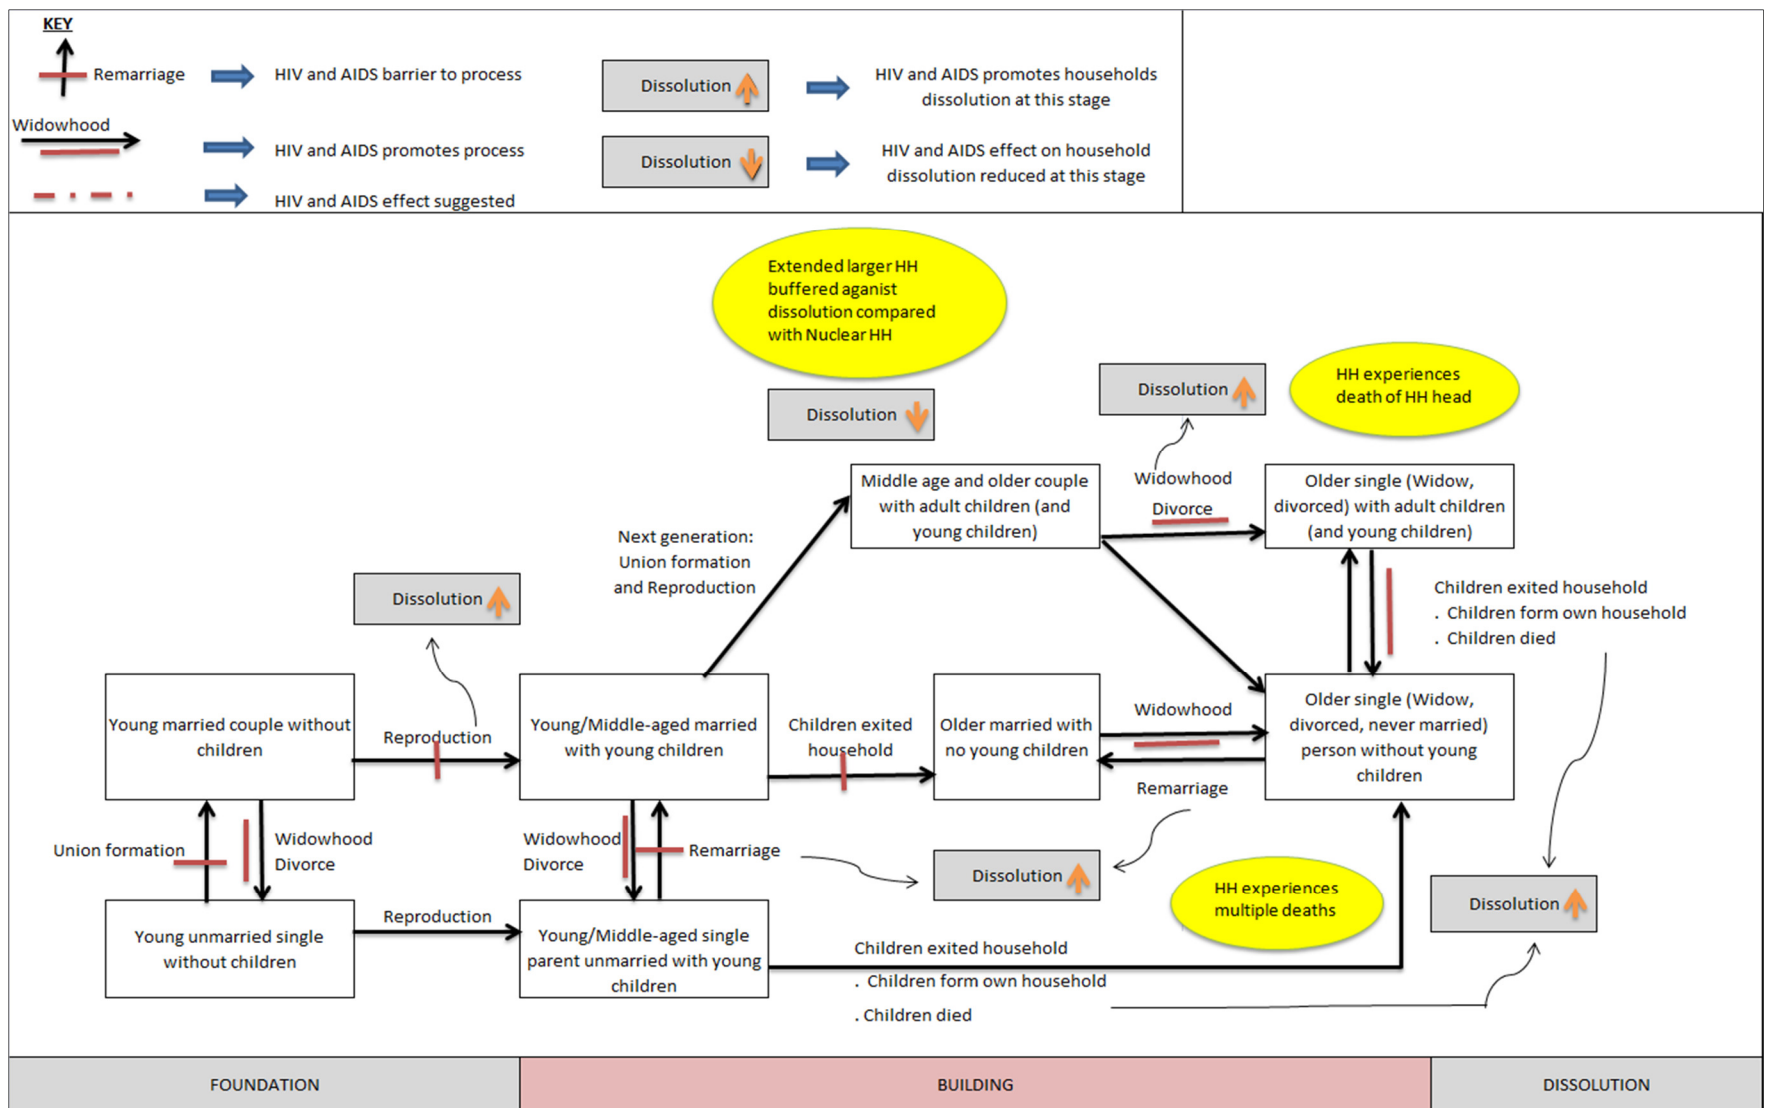 KEY
Remarriage
HIV and AIDS barrier to process
Widowhood
HIV and AIDS promotes process
HIV and AIDS effect suggested
Dissolution
HIV and AIDS promotes households
dissolution at this stage
Dissolution
HIV and AIDS effect on household
dissolution reduced at this stage
Extended larger HH
buffered aganist
dissolution compared
with Nuclear HH
Dissolution
Dissolution
HH experiences
death of HH head
Middle age and older couple
with adult children (and
young children)
Widowhood
Divorce
Older single (Widow,
divorced) with adult children
(and young children)
Next generation:
Union formation
and Reproduction
Dissolution
Children exited household
. Children form own household
. Children died
Young married couple without
children
Reproduction
Young/Middle-aged married
with young children
Children exited
household
Older married with
no young children
Widowhood
Remarriage
Older single (Widow,
divorced, never married)
person without young
children
Union formation
Widowhood
Divorce
Widowhood
Divorce
Remarriage
Dissolution
HH experiences
multiple deaths
Dissolution
Young unmarried single
without children
Reproduction
Young/Middle-aged single
parent unmarried with young
children
Children exited household
. Children form own household
. Children died
FOUNDATION
BUILDING
DISSOLUTION